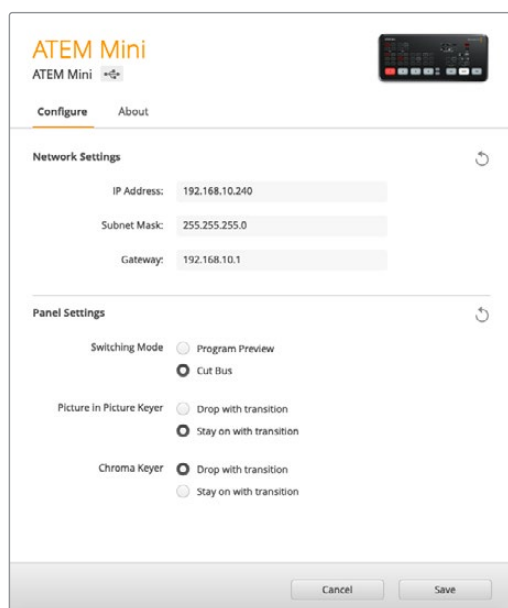 ATEM Mini
ATEM Mini
Configure About
Network Settings
IP Address: 192.168.10.240
Subnet Mask: 255.255.255.0
Gateway: 192.168.10.1
Panel Settings
Switching Mode Program Preview
Cut Bus
Picture in Picture Keyer Drop with transition
Stay on with transition
Chroma Keyer Drop with transition
Stay on with transition
Cancel Save